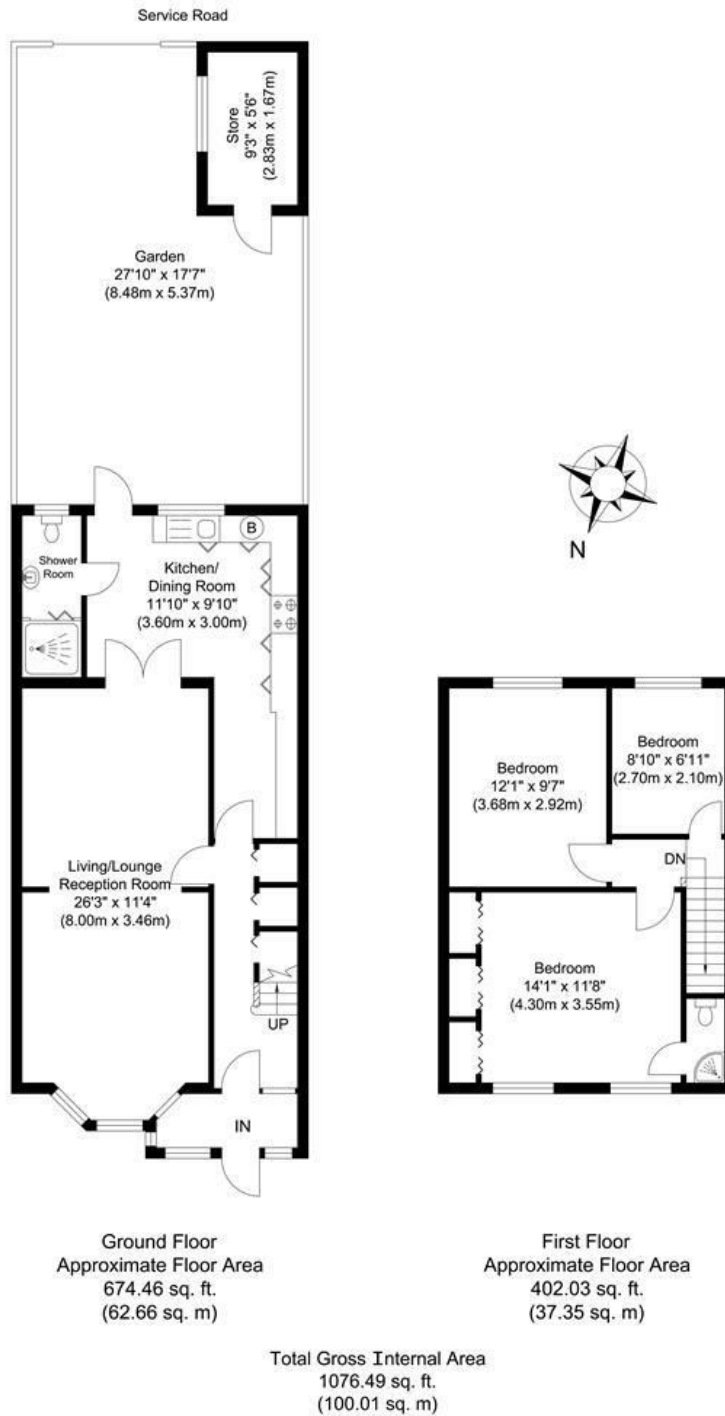 Service Road
Store
9'3" x 5'6"
(2.83m x 1.67m)
Garden
27'10" x 17'7"
(8.48m x 5.37m)
B
Shower
Room
Kitchen/
Dining Room
11'10" x 9'10"
(3.60m x 3.00m)
N
Living/Lounge
Reception Room
26'3" x 11'4"
(8.00m x 3.46m)
UP
IN
Bedroom
12'1" x 9'7"
(3.68m x 2.92m)
Bedroom
8'10" x 6'11"
(2.70m x 2.10m)
DN
Bedroom
14'1" x 11'8"
(4.30m x 3.55m)
Ground Floor
Approximate Floor Area
674.46 sq. ft.
(62.66 sq. m)
First Floor
Approximate Floor Area
402.03 sq. ft.
(37.35 sq. m)
Total Gross Internal Area
1076.49 sq. ft.
(100.01 sq. m)